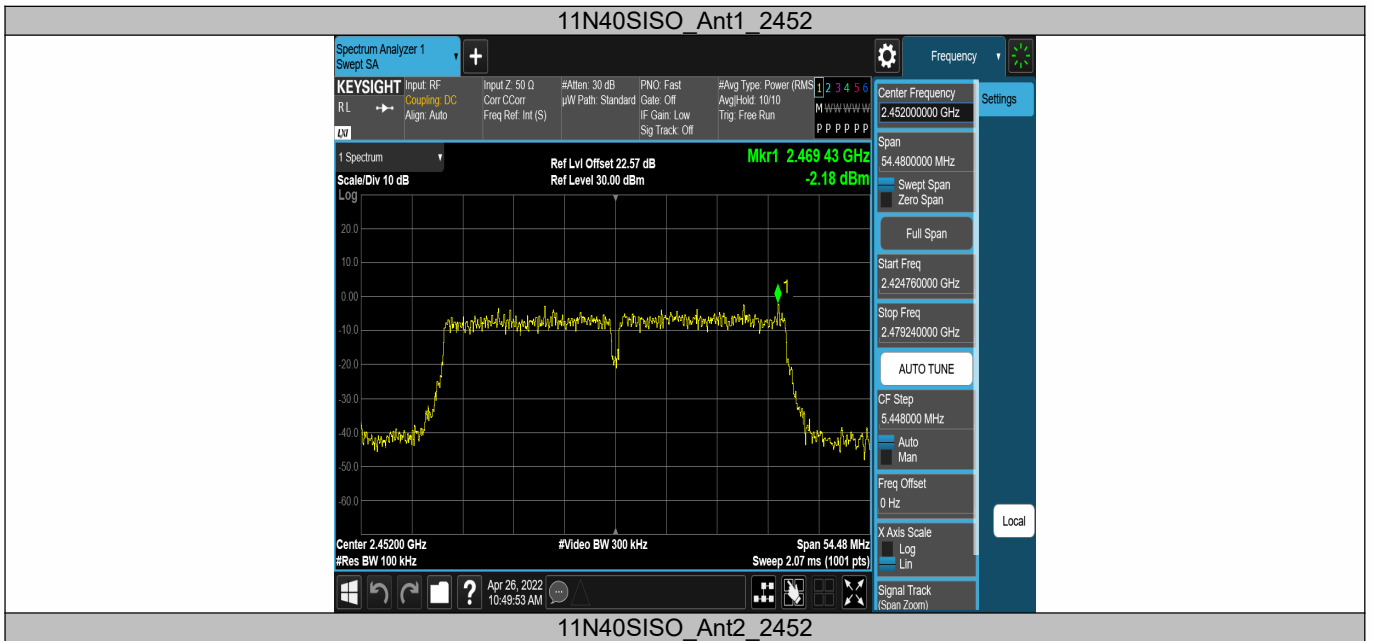 11N40SISO_Ant1_2452
Spectrum Analyzer 1
Swept SA
Frequency
KEYSIGHT
RL
LXI
Input: RF
Coupling: DC
Align: Auto
Input Z: 50 Ω
Corr CCorr
Freq Ref: Int (S)
#Atten: 30 dB
µW Path: Standard
PNO: Fast
Gate: Off
IF Gain: Low
Sig Track: Off
#Avg Type: Power (RMS
Avg|Hold: 10/10
Trig: Free Run
1 2 3 4 5 6
M W W W W W
P P P P P P
1 Spectrum
Scale/Div 10 dB
Log
Ref Lvl Offset 22.57 dB
Ref Level 30.00 dBm
Mkr1 2.469 43 GHz
-2.18 dBm
20.0
10.0
0.00
-10.0
-20.0
-30.0
-40.0
-50.0
-60.0
1
Center 2.45200 GHz
#Res BW 100 kHz
#Video BW 300 kHz
Span 54.48 MHz
Sweep 2.07 ms (1001 pts)
Center Frequency
2.452000000 GHz
Settings
Span
54.4800000 MHz
Swept Span
Zero Span
Full Span
Start Freq
2.424760000 GHz
Stop Freq
2.479240000 GHz
AUTO TUNE
CF Step
5.448000 MHz
Auto
Man
Freq Offset
0 Hz
X Axis Scale
Log
Lin
Local
Signal Track
(Span Zoom)
?
Apr 26, 2022
10:49:53 AM
11N40SISO_Ant2_2452